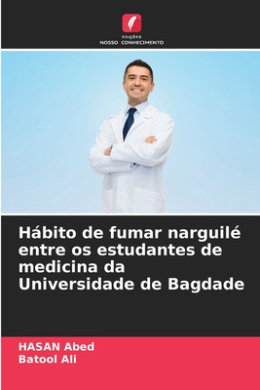 edições
NOSSO CONHECIMENTO
Hábito de fumar narguilé
entre os estudantes de
medicina da
Universidade de Bagdade
HASAN Abed
Batool Ali